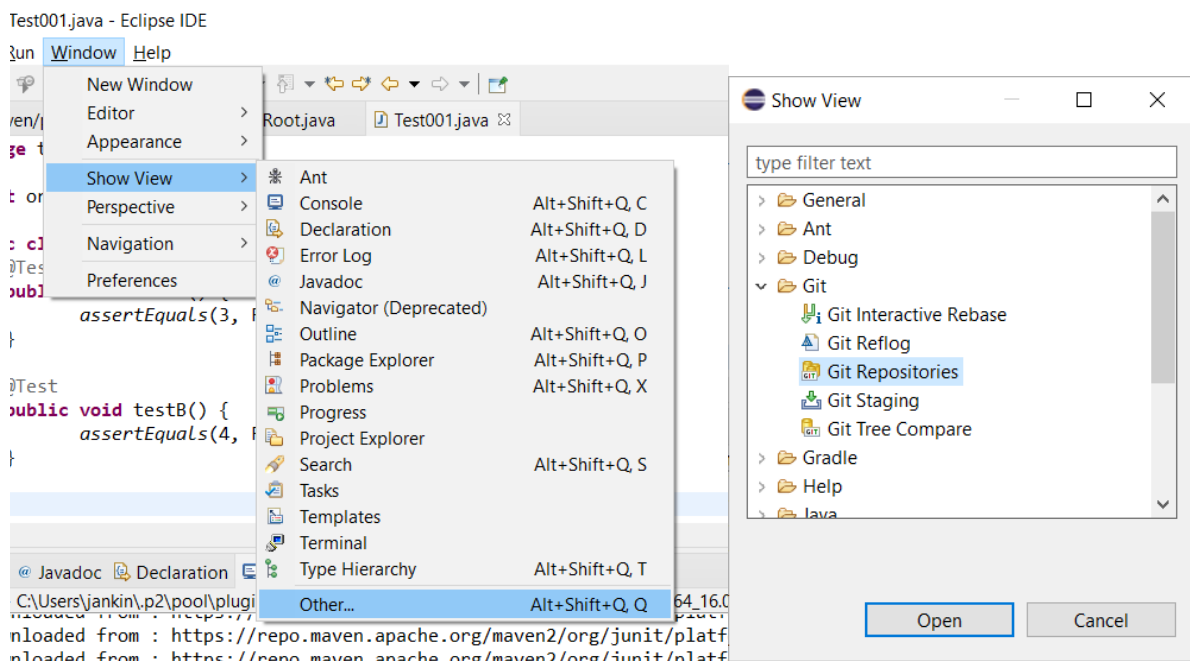 Test001.java - Eclipse IDE
Run Window Help
New Window
Editor
Appearance
Show View
Perspective
Navigation
Preferences
Root.java Test001.java
Ant
Console Alt+Shift+Q, C
Declaration Alt+Shift+Q, D
Error Log Alt+Shift+Q, L
Javadoc Alt+Shift+Q, J
Navigator (Deprecated)
Outline Alt+Shift+Q, O
Package Explorer Alt+Shift+Q, P
Problems Alt+Shift+Q, X
Progress
Project Explorer
Search Alt+Shift+Q, S
Tasks
Templates
Terminal
Type Hierarchy Alt+Shift+Q, T
Other... Alt+Shift+Q, Q
assertEquals(3,
}
@Test
public void testB() {
assertEquals(4,
}
@ Javadoc Declaration
C:\Users\jankin\.p2\pool\plugi 64_16.0
nloaded from : https://repo.maven.apache.org/maven2/org/junit/platf
nloaded from : https://repo.maven.apache.org/maven2/org/junit/platf
Show View
type filter text
General
Ant
Debug
Git
Git Interactive Rebase
Git Reflog
Git Repositories
Git Staging
Git Tree Compare
Gradle
Help
Java
Open Cancel